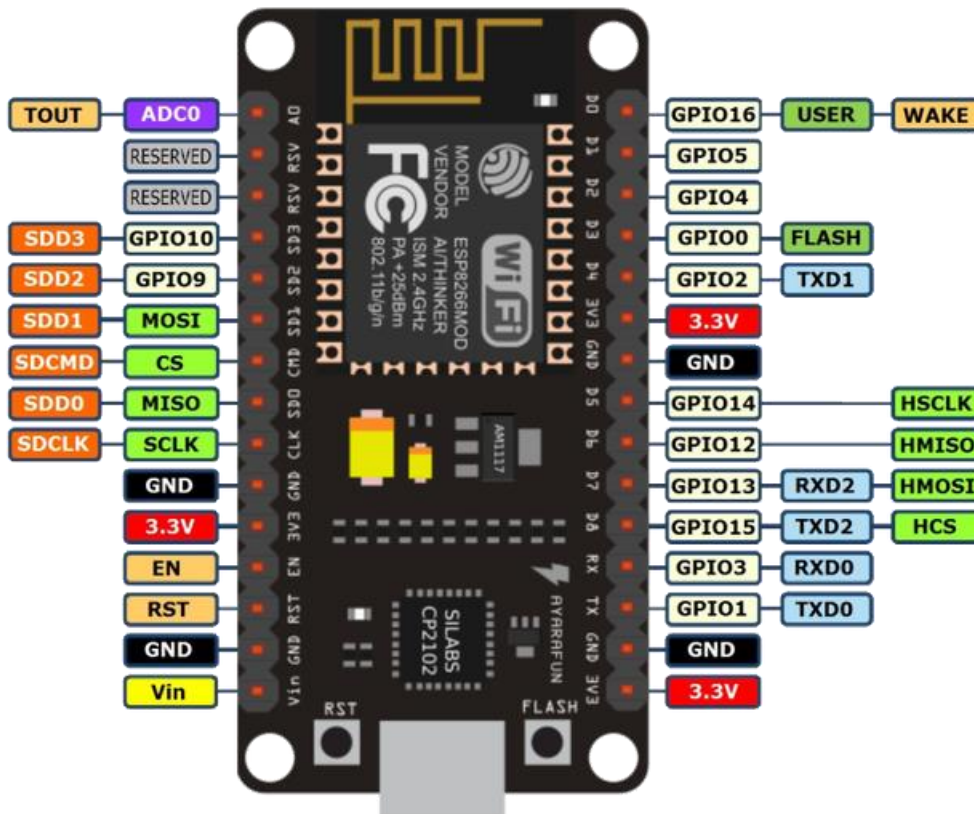 TOUT ADC0 A0 D0 GPIO16 USER WAKE
RESERVED RSV D1 GPIO5
RESERVED RSV D2 GPIO4
SDD3 GPIO10 SD3 D3 GPIO0 FLASH
SDD2 GPIO9 SD2 D4 GPIO2 TXD1
SDD1 MOSI SD1 3V3 3.3V
SDCMD CS CMD GND GND
SDD0 MISO SD0 D5 GPIO14 HSCLK
SDCLK SCLK CLK D6 GPIO12 HMISO
GND GND D7 GPIO13 RXD2 HMOSI
3.3V 3V3 D8 GPIO15 TXD2 HCS
EN EN RX GPIO3 RXD0
RST RST TX GPIO1 TXD0
GND GND GND GND
Vin Vin 3V3 3.3V
FC
MODEL ESP8266MOD
VENDOR AI/THINKER
ISM 2.4GHz
PA +25dBm
802.11b/g/n
Wi Fi
AM1117
SILABS
CP2102
AYARAFUN
RST
FLASH